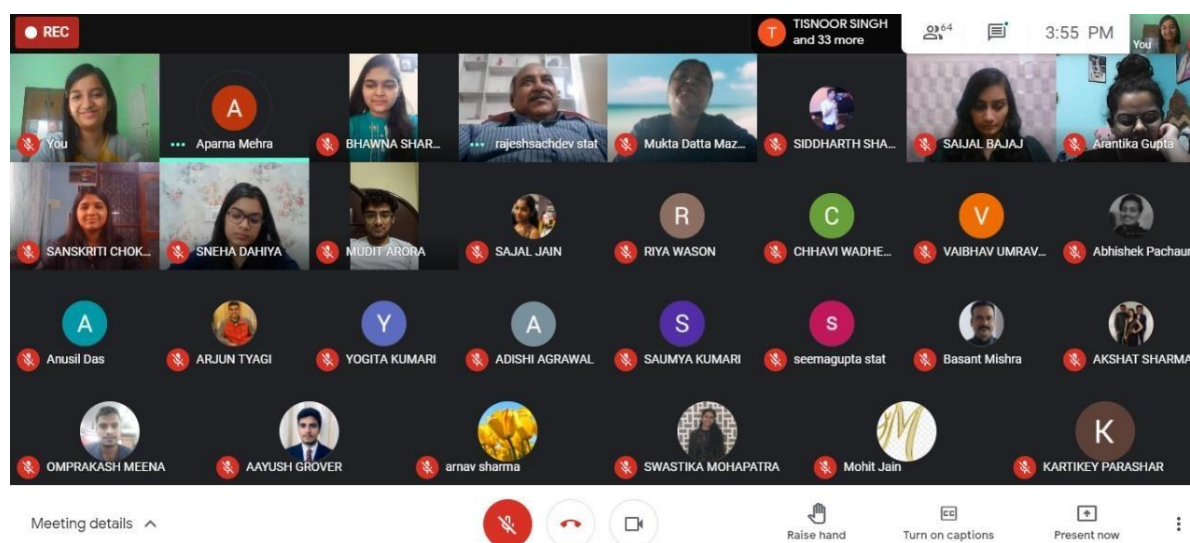 REC
T
TISNOOR SINGH
and 33 more
64
3:55 PM
You
You
A
Aparna Mehra
BHAWNA SHAR...
rajeshsachdev stat
Mukta Datta Maz...
SIDDHARTH SHA...
SAIJAL BAJAJ
Arantika Gupta
SANSKRITI CHOK...
SNEHA DAHIYA
MUDIT ARORA
SAJAL JAIN
R
RIYA WASON
C
CHHAVI WADHE...
V
VAIBHAV UMRAV...
Abhishek Pachaur
A
Anusil Das
ARJUN TYAGI
Y
YOGITA KUMARI
A
ADISHI AGRAWAL
S
SAUMYA KUMARI
s
seemagupta stat
Basant Mishra
AKSHAT SHARMA
OMPRAKASH MEENA
AAYUSH GROVER
arnav sharma
SWASTIKA MOHAPATRA
M
Mohit Jain
K
KARTIKEY PARASHAR
Meeting details
Raise hand
CC
Turn on captions
Present now